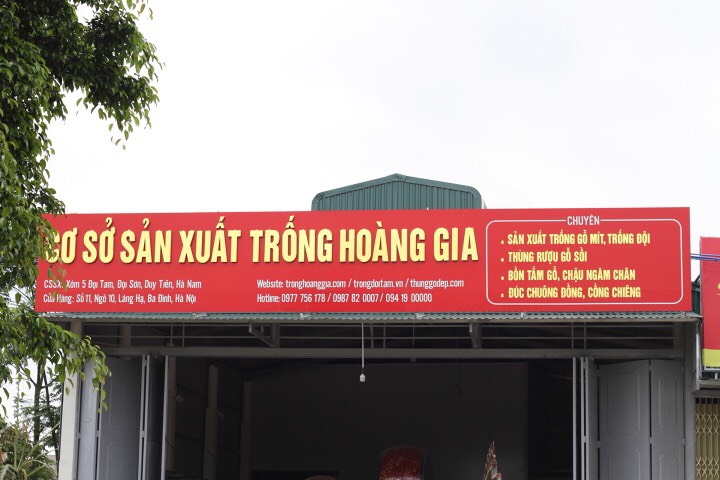 CƠ SỞ SẢN XUẤT TRỐNG HOÀNG GIA
CSSX: Xóm 5 Đọi Tam, Đọi Sơn, Duy Tiên, Hà Nam
Cửa Hàng: Số 11, Ngõ 10, Láng Hạ, Ba Đình, Hà Nội
Website: tronghoanggia.com / trongdoitam.vn / thunggodep.com
Hotline: 0977 756 178 / 0987 82 0007 / 094 19 00000
CHUYÊN
• SẢN XUẤT TRỐNG GỖ MÍT, TRỐNG ĐỘI
• THÙNG RƯỢU GỖ SỒI
• BỒN TẮM GỖ, CHẬU NGÂM CHÂN
• ĐÚC CHUÔNG ĐỒNG, CỒNG CHIÊNG